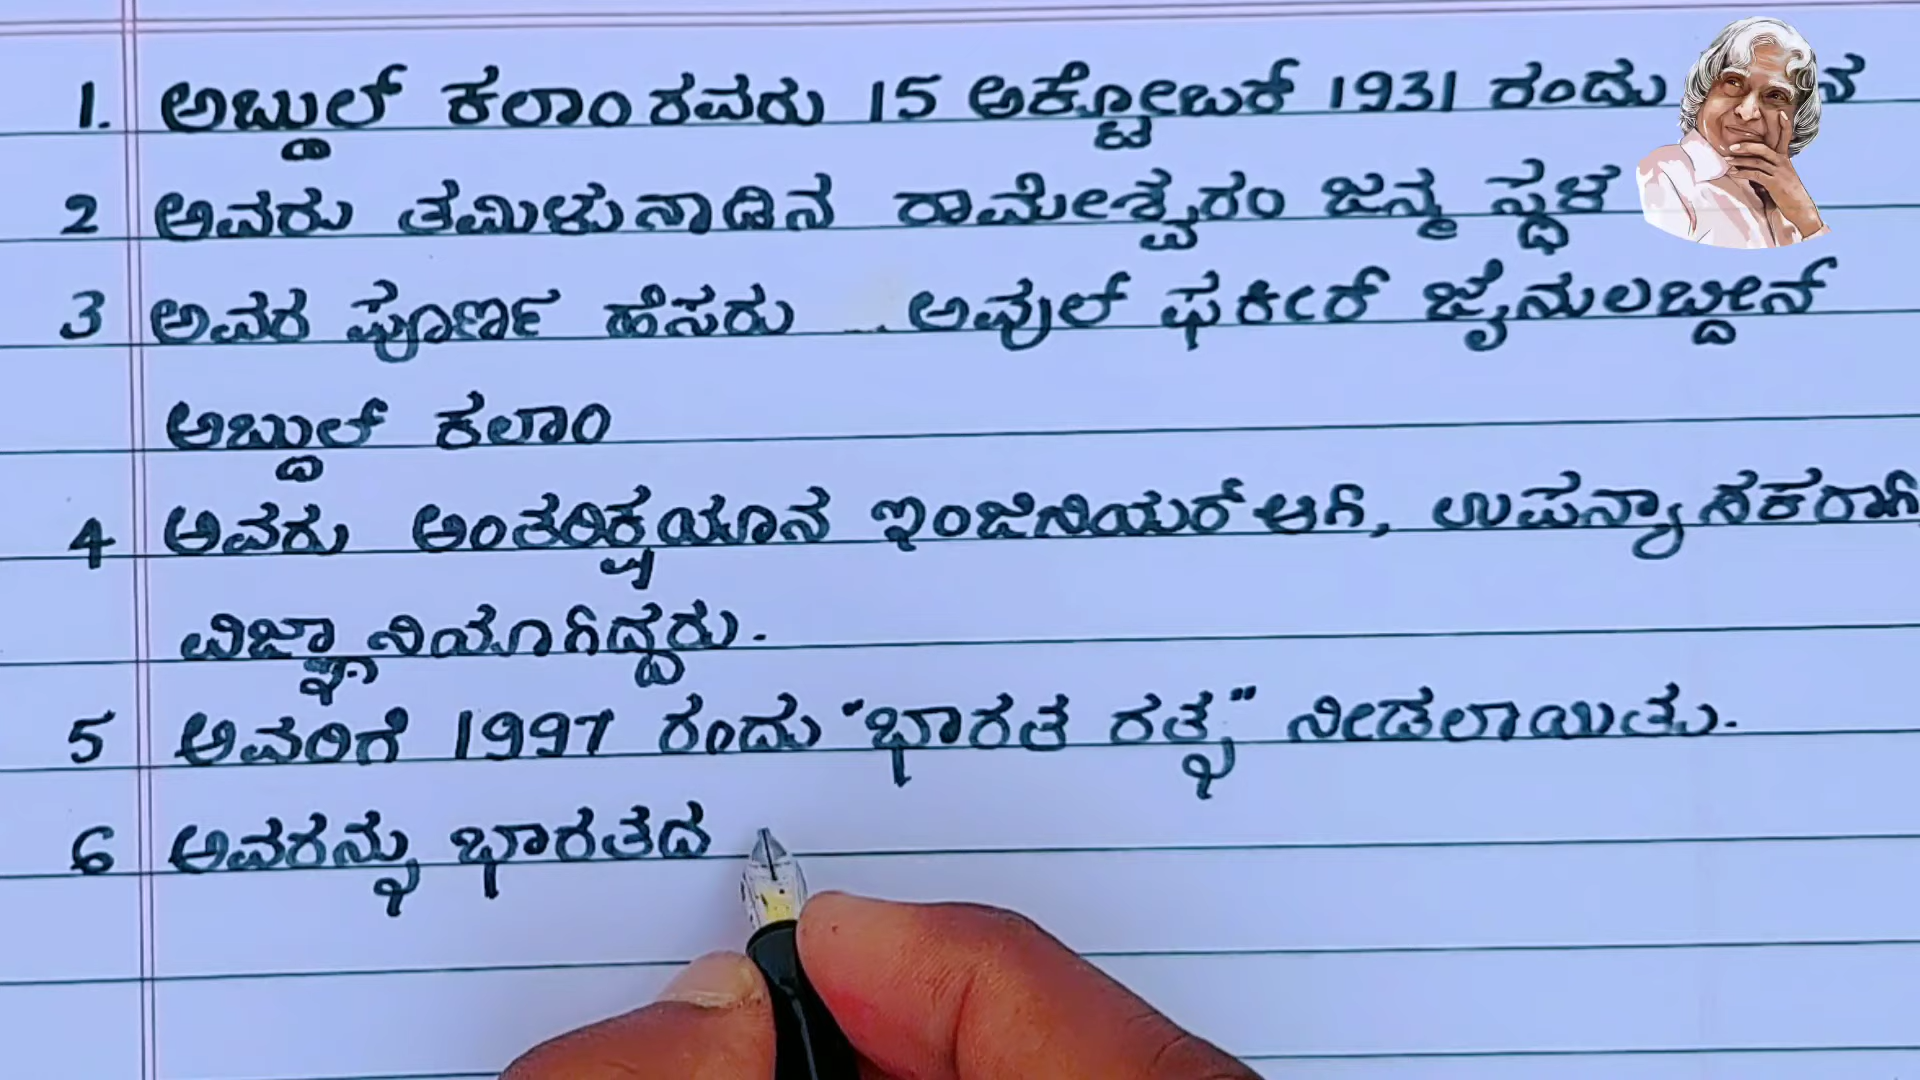 1. ಅಬ್ದುಲ್ ಕಲಾಂರವರು 15 ಅಕ್ಟೋಬರ್ 1931 ರಂದು
2 ಅವರು ತಮಿಳುನಾಡಿನ ರಾಮೇಶ್ವರಂ ಜನ್ಮ ಸ್ಥಳ
3 ಅವರ ಪೂರ್ಣ ಹೆಸರು ... ಅವುಲ್ ಫಕೀರ್ ಜೈನುಲಬ್ದೀನ್
ಅಬ್ದುಲ್ ಕಲಾಂ
4 ಅವರು ಅಂತರಿಕ್ಷಯಾನ ಇಂಜಿನಿಯರ್ ಆಗಿ, ಉಪನ್ಯಾಸಕರಾಗಿ
ವಿಜ್ಞಾನಿಯಾಗಿದ್ದರು.
5 ಅವರಿಗೆ 1997 ರಂದು "ಭಾರತ ರತ್ನ" ನೀಡಲಾಯಿತು.
6 ಅವರನ್ನು ಭಾರತದ